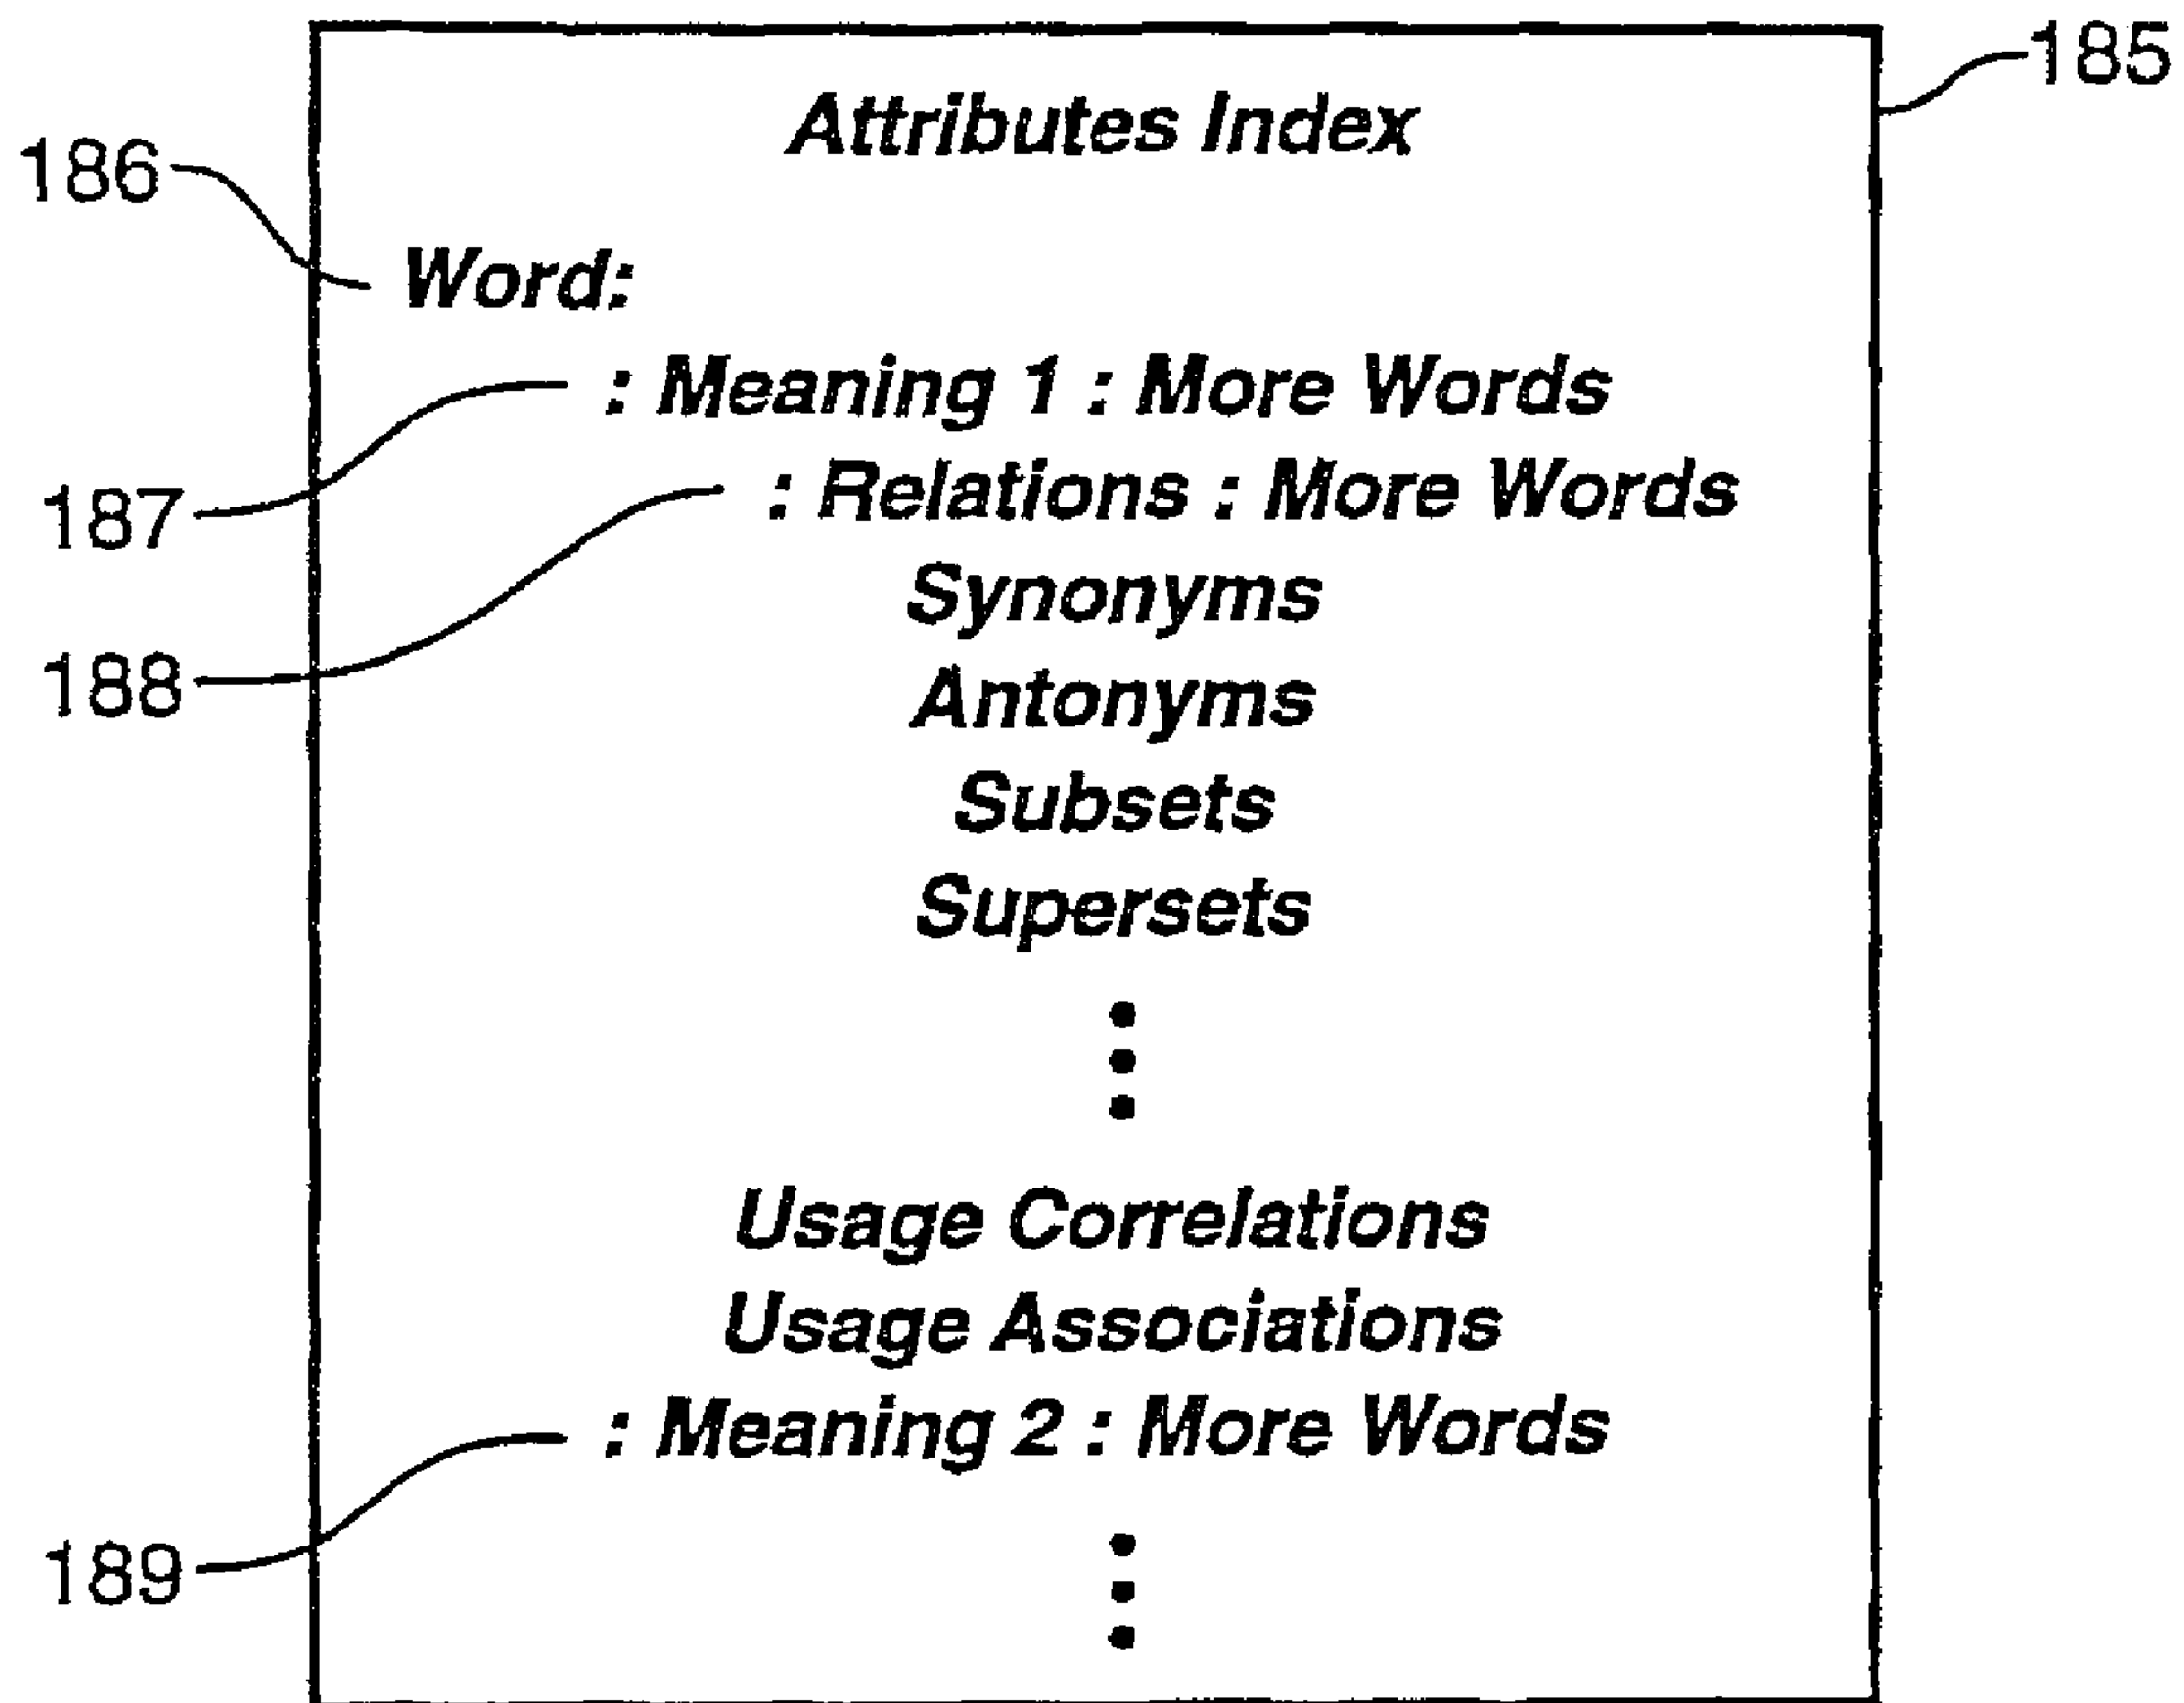 185
Attributes Index
186
Word:
: Meaning 1 : More Words
187
: Relations : More Words
188
Synonyms
Antonyms
Subsets
Supersets
Usage Correlations
Usage Associations
: Meaning 2 : More Words
189